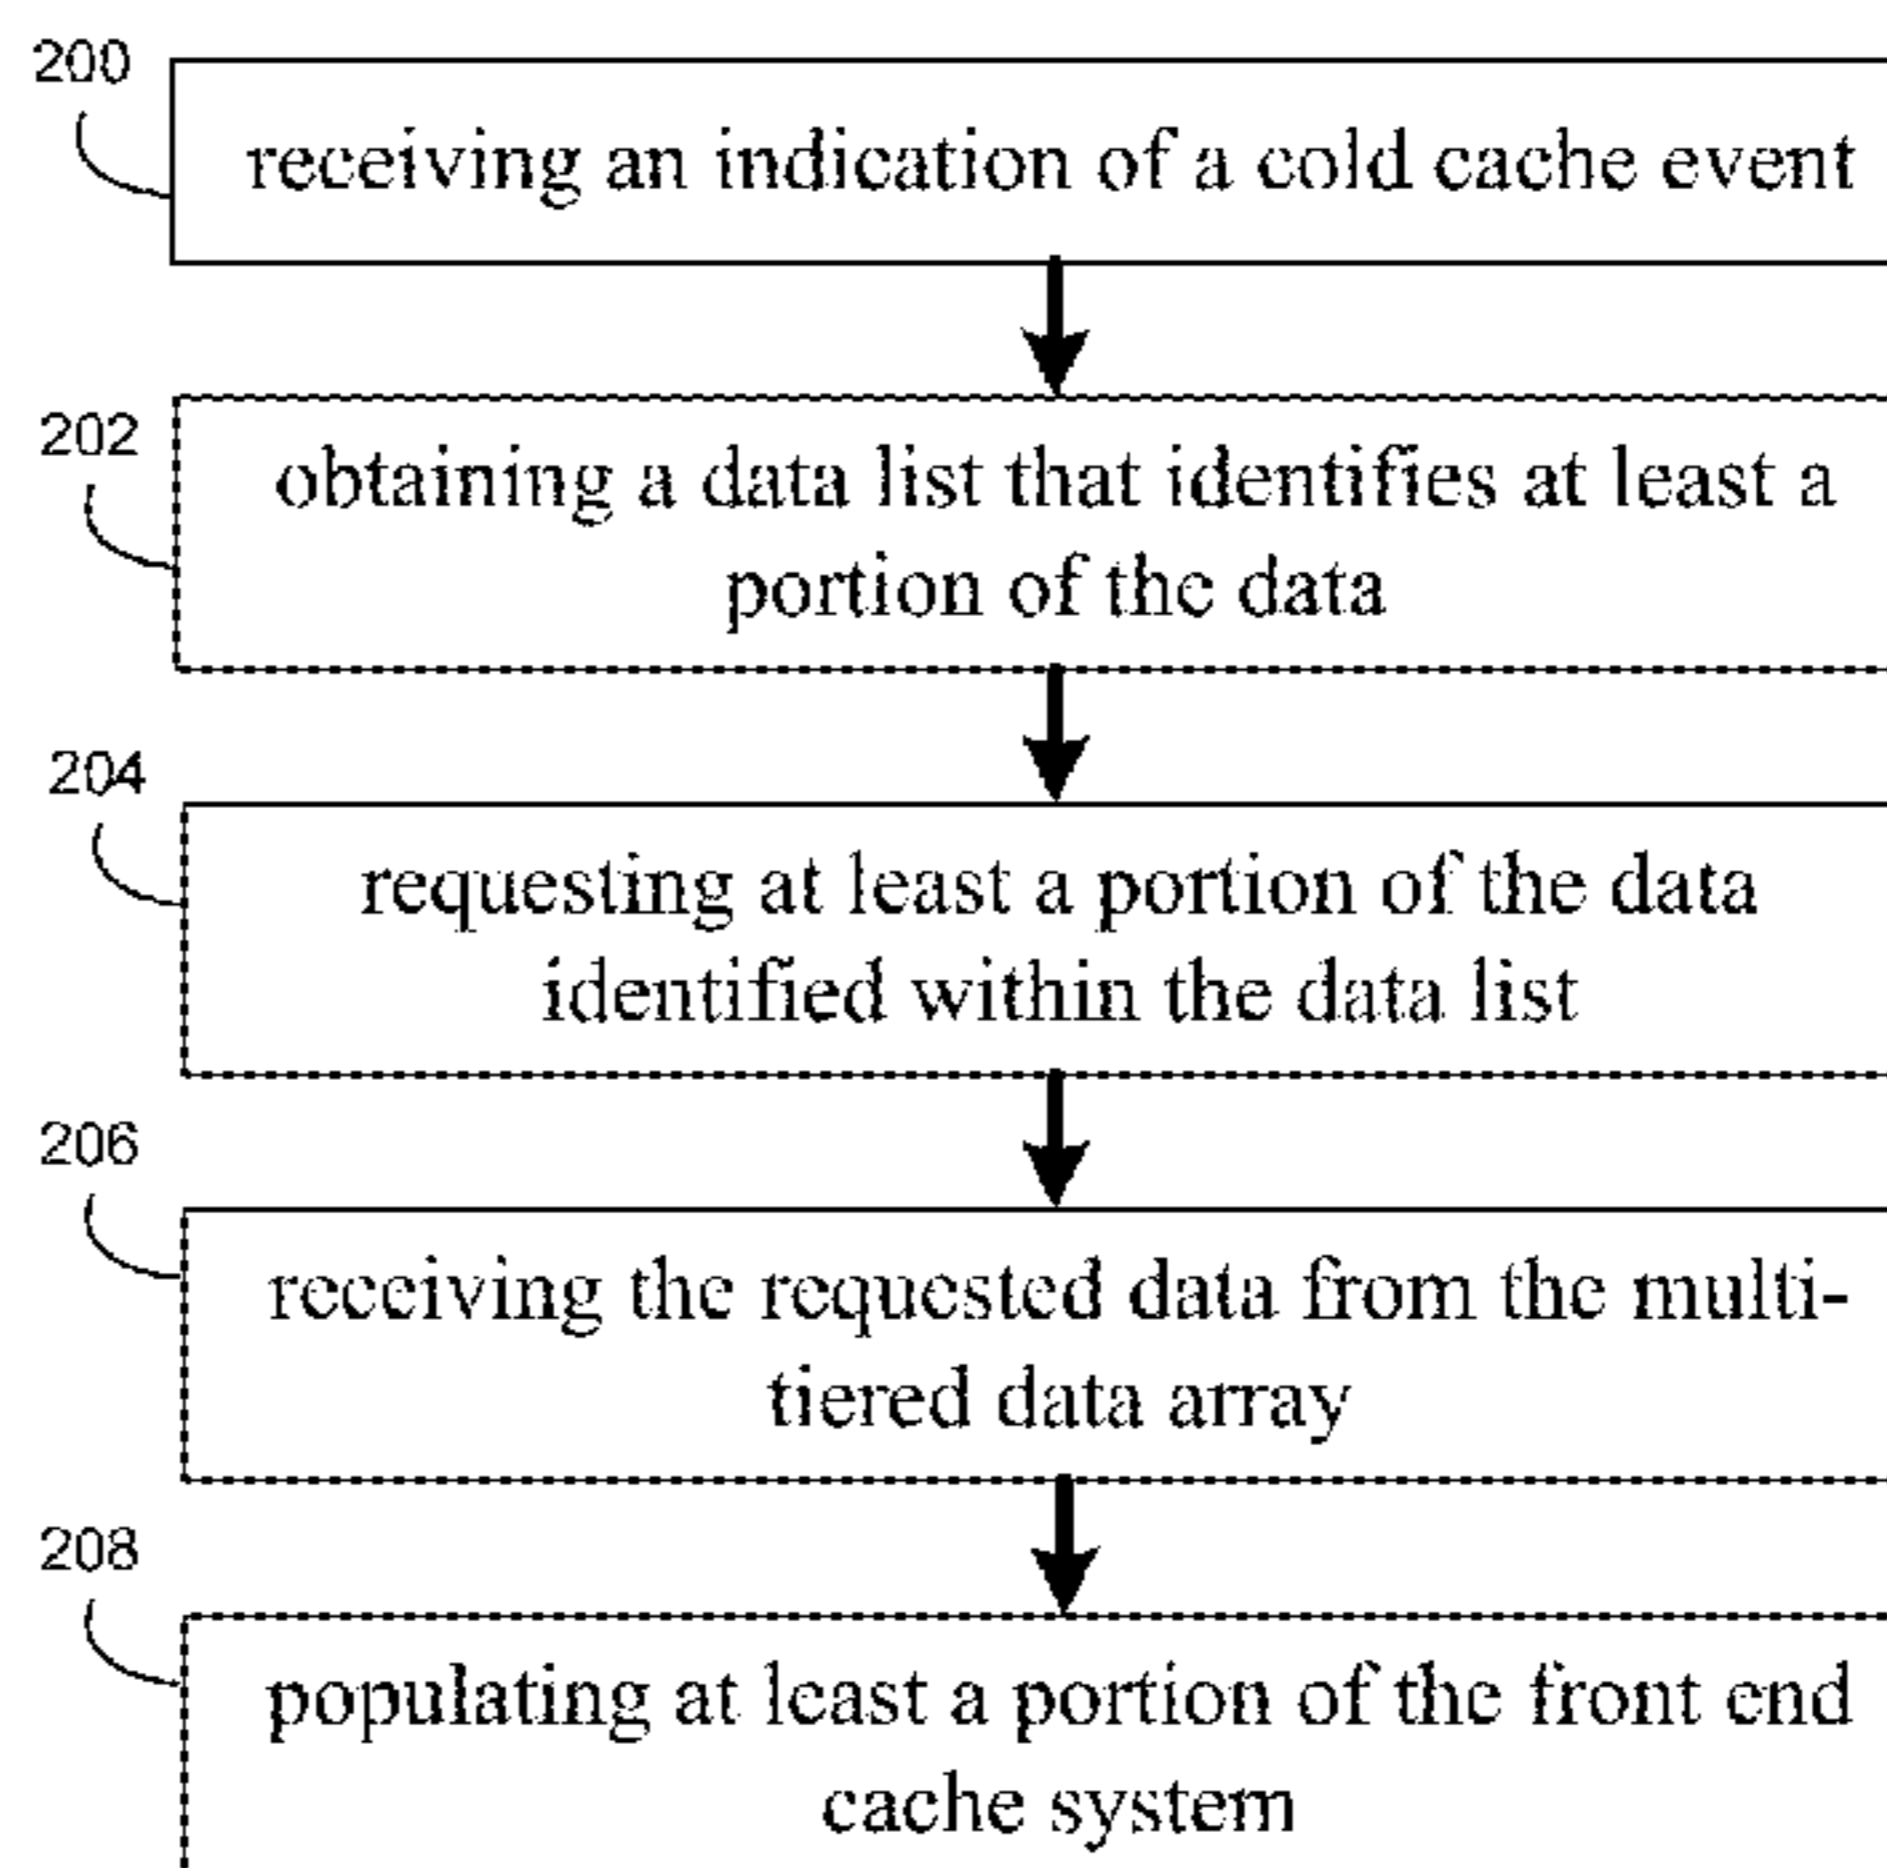 200
receiving an indication of a cold cache event
202
obtaining a data list that identifies at least a
portion of the data
204
requesting at least a portion of the data
identified within the data list
206
receiving the requested data from the multi-
tiered data array
208
populating at least a portion of the front end
cache system